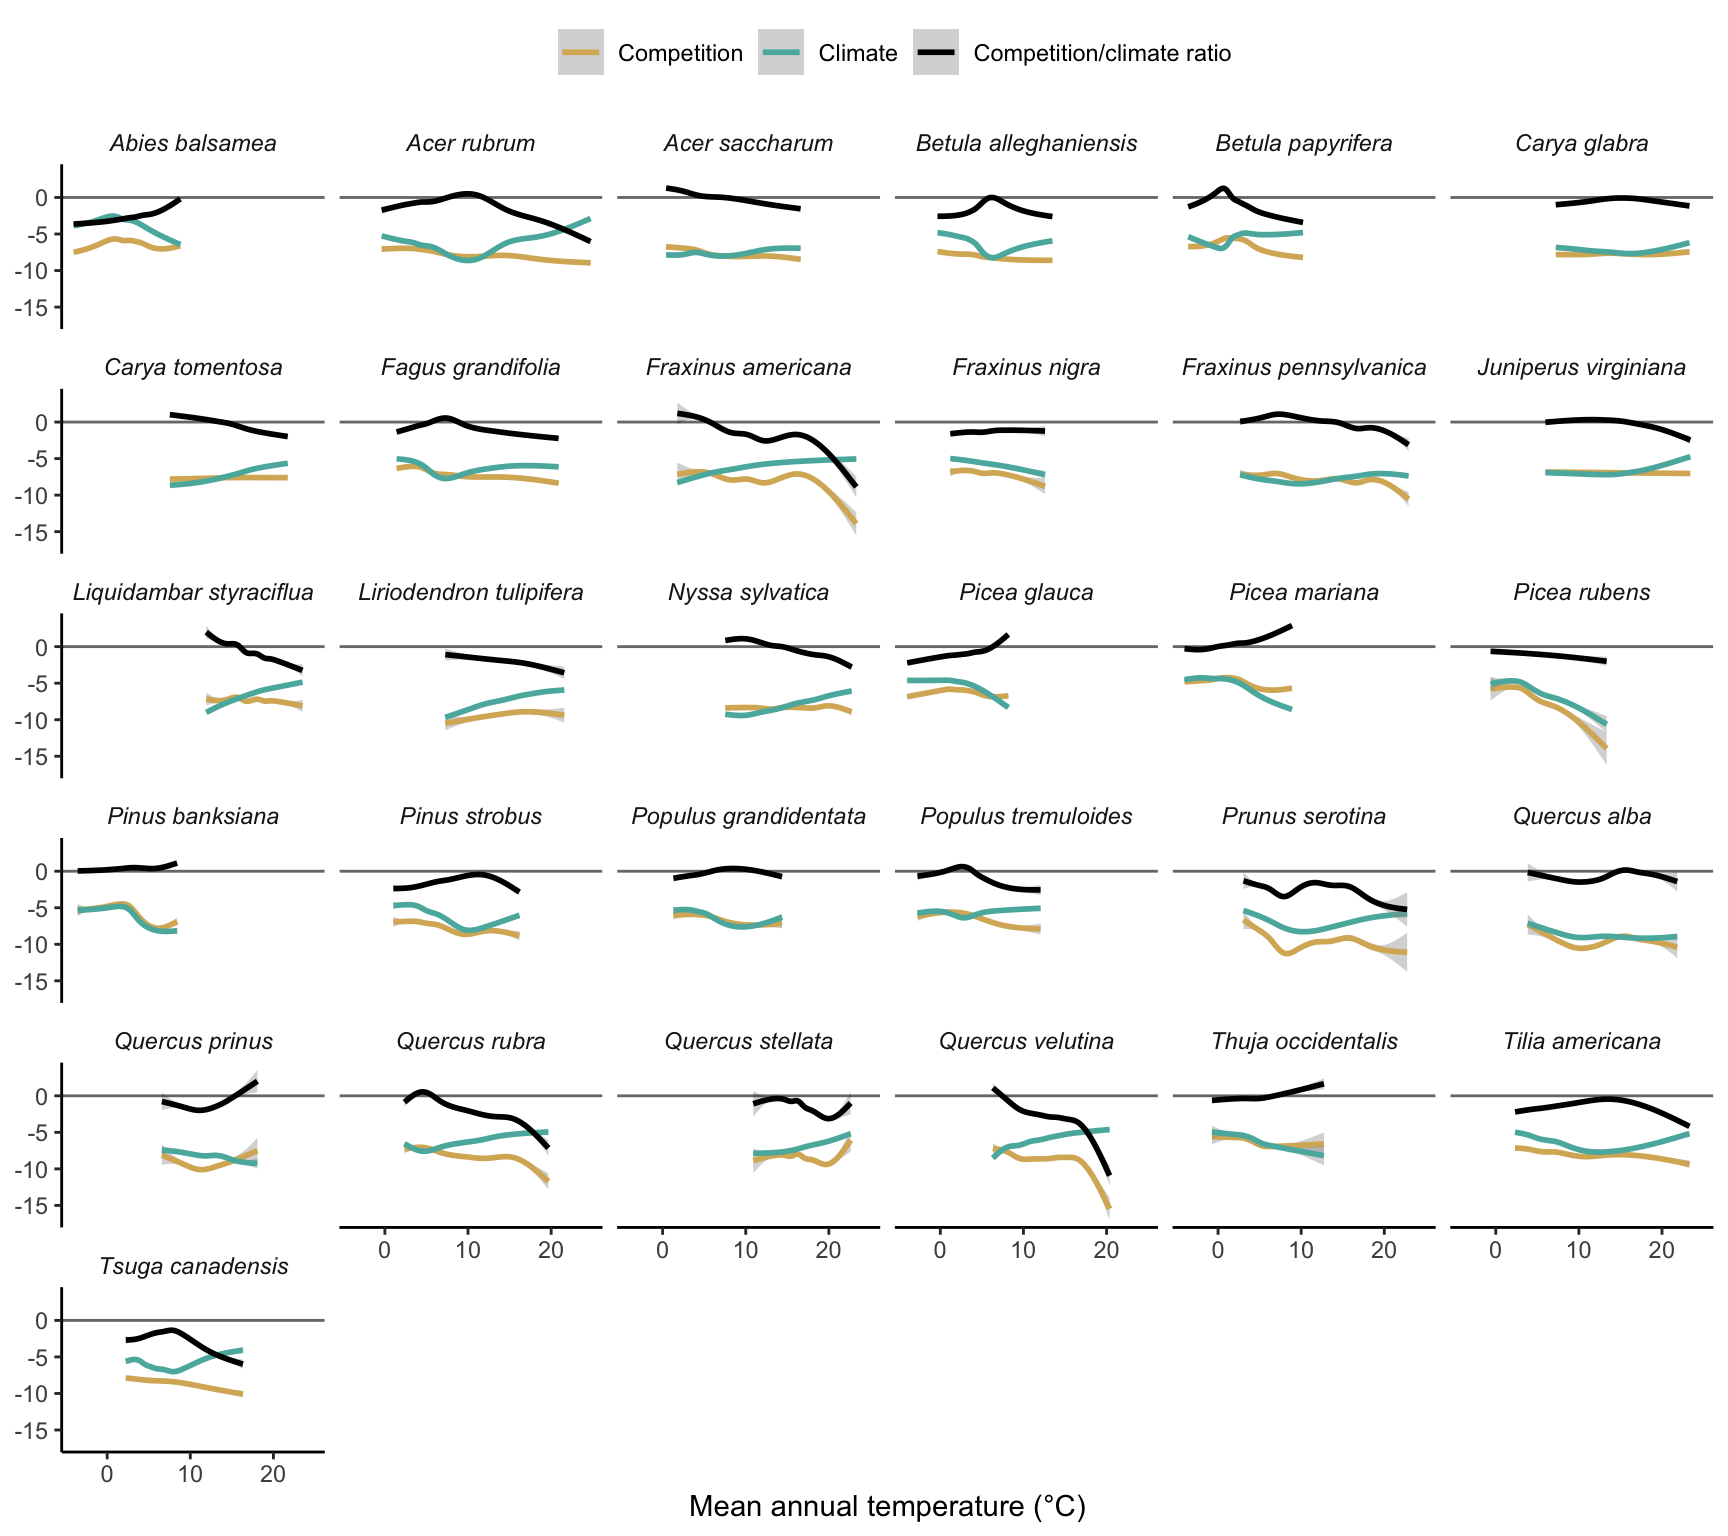 Competition Climate Competition/climate ratio
Abies balsamea Acer rubrum Acer saccharum Betula alleghaniensis Betula papyrifera Carya glabra
0
-5
-10
-15
Carya tomentosa Fagus grandifolia Fraxinus americana Fraxinus nigra Fraxinus pennsylvanica Juniperus virginiana
0
-5
-10
-15
Liquidambar styraciflua Liriodendron tulipifera Nyssa sylvatica Picea glauca Picea mariana Picea rubens
0
-5
-10
-15
Pinus banksiana Pinus strobus Populus grandidentata Populus tremuloides Prunus serotina Quercus alba
0
-5
-10
-15
Quercus prinus Quercus rubra Quercus stellata Quercus velutina Thuja occidentalis Tilia americana
0
-5
-10
-15
0 10 20 0 10 20 0 10 20 0 10 20 0 10 20
Tsuga canadensis
0
-5
-10
-15
0 10 20
Mean annual temperature (°C)